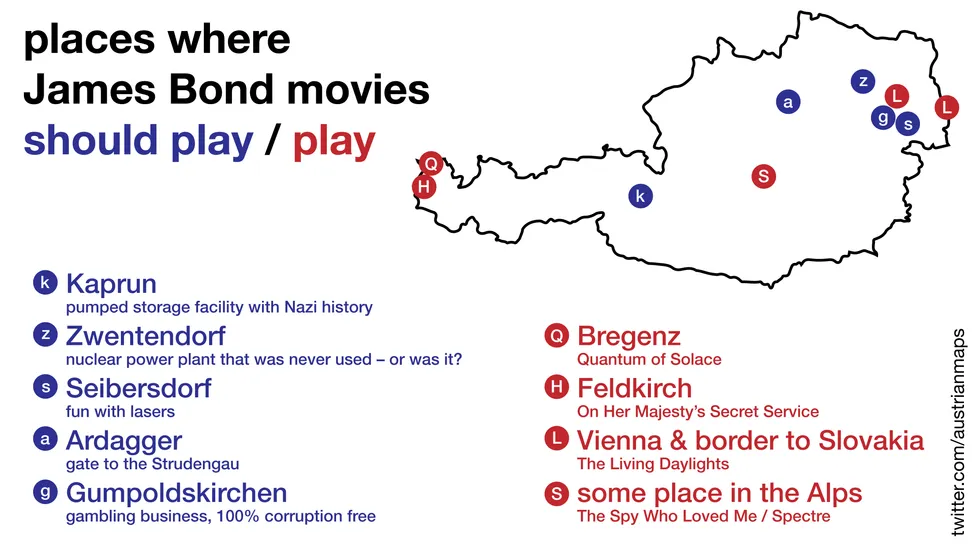 places where
James Bond movies
should play / play
z
L
L
a
g
s
Q
H
S
k
k Kaprun
pumped storage facility with Nazi history
z Zwentendorf
nuclear power plant that was never used – or was it?
s Seibersdorf
fun with lasers
a Ardagger
gate to the Strudengau
g Gumpoldskirchen
gambling business, 100% corruption free
Q Bregenz
Quantum of Solace
H Feldkirch
On Her Majesty's Secret Service
L Vienna & border to Slovakia
The Living Daylights
S some place in the Alps
The Spy Who Loved Me / Spectre
twitter.com/austrianmaps